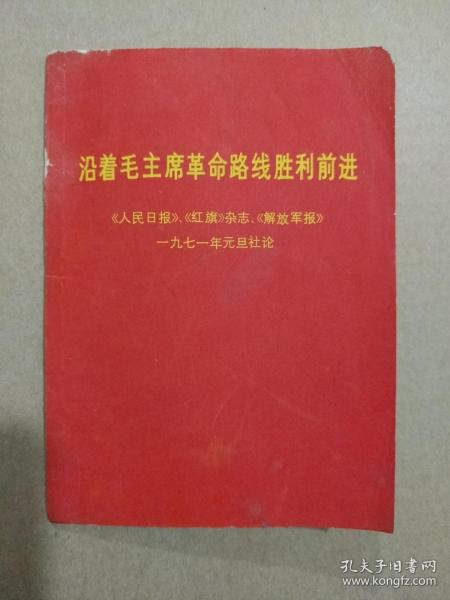 沿着毛主席革命路线胜利前进
《人民日报》、《红旗》杂志、《解放军报》
一九七一年元旦社论
孔夫子旧书网
www.kongfz.com